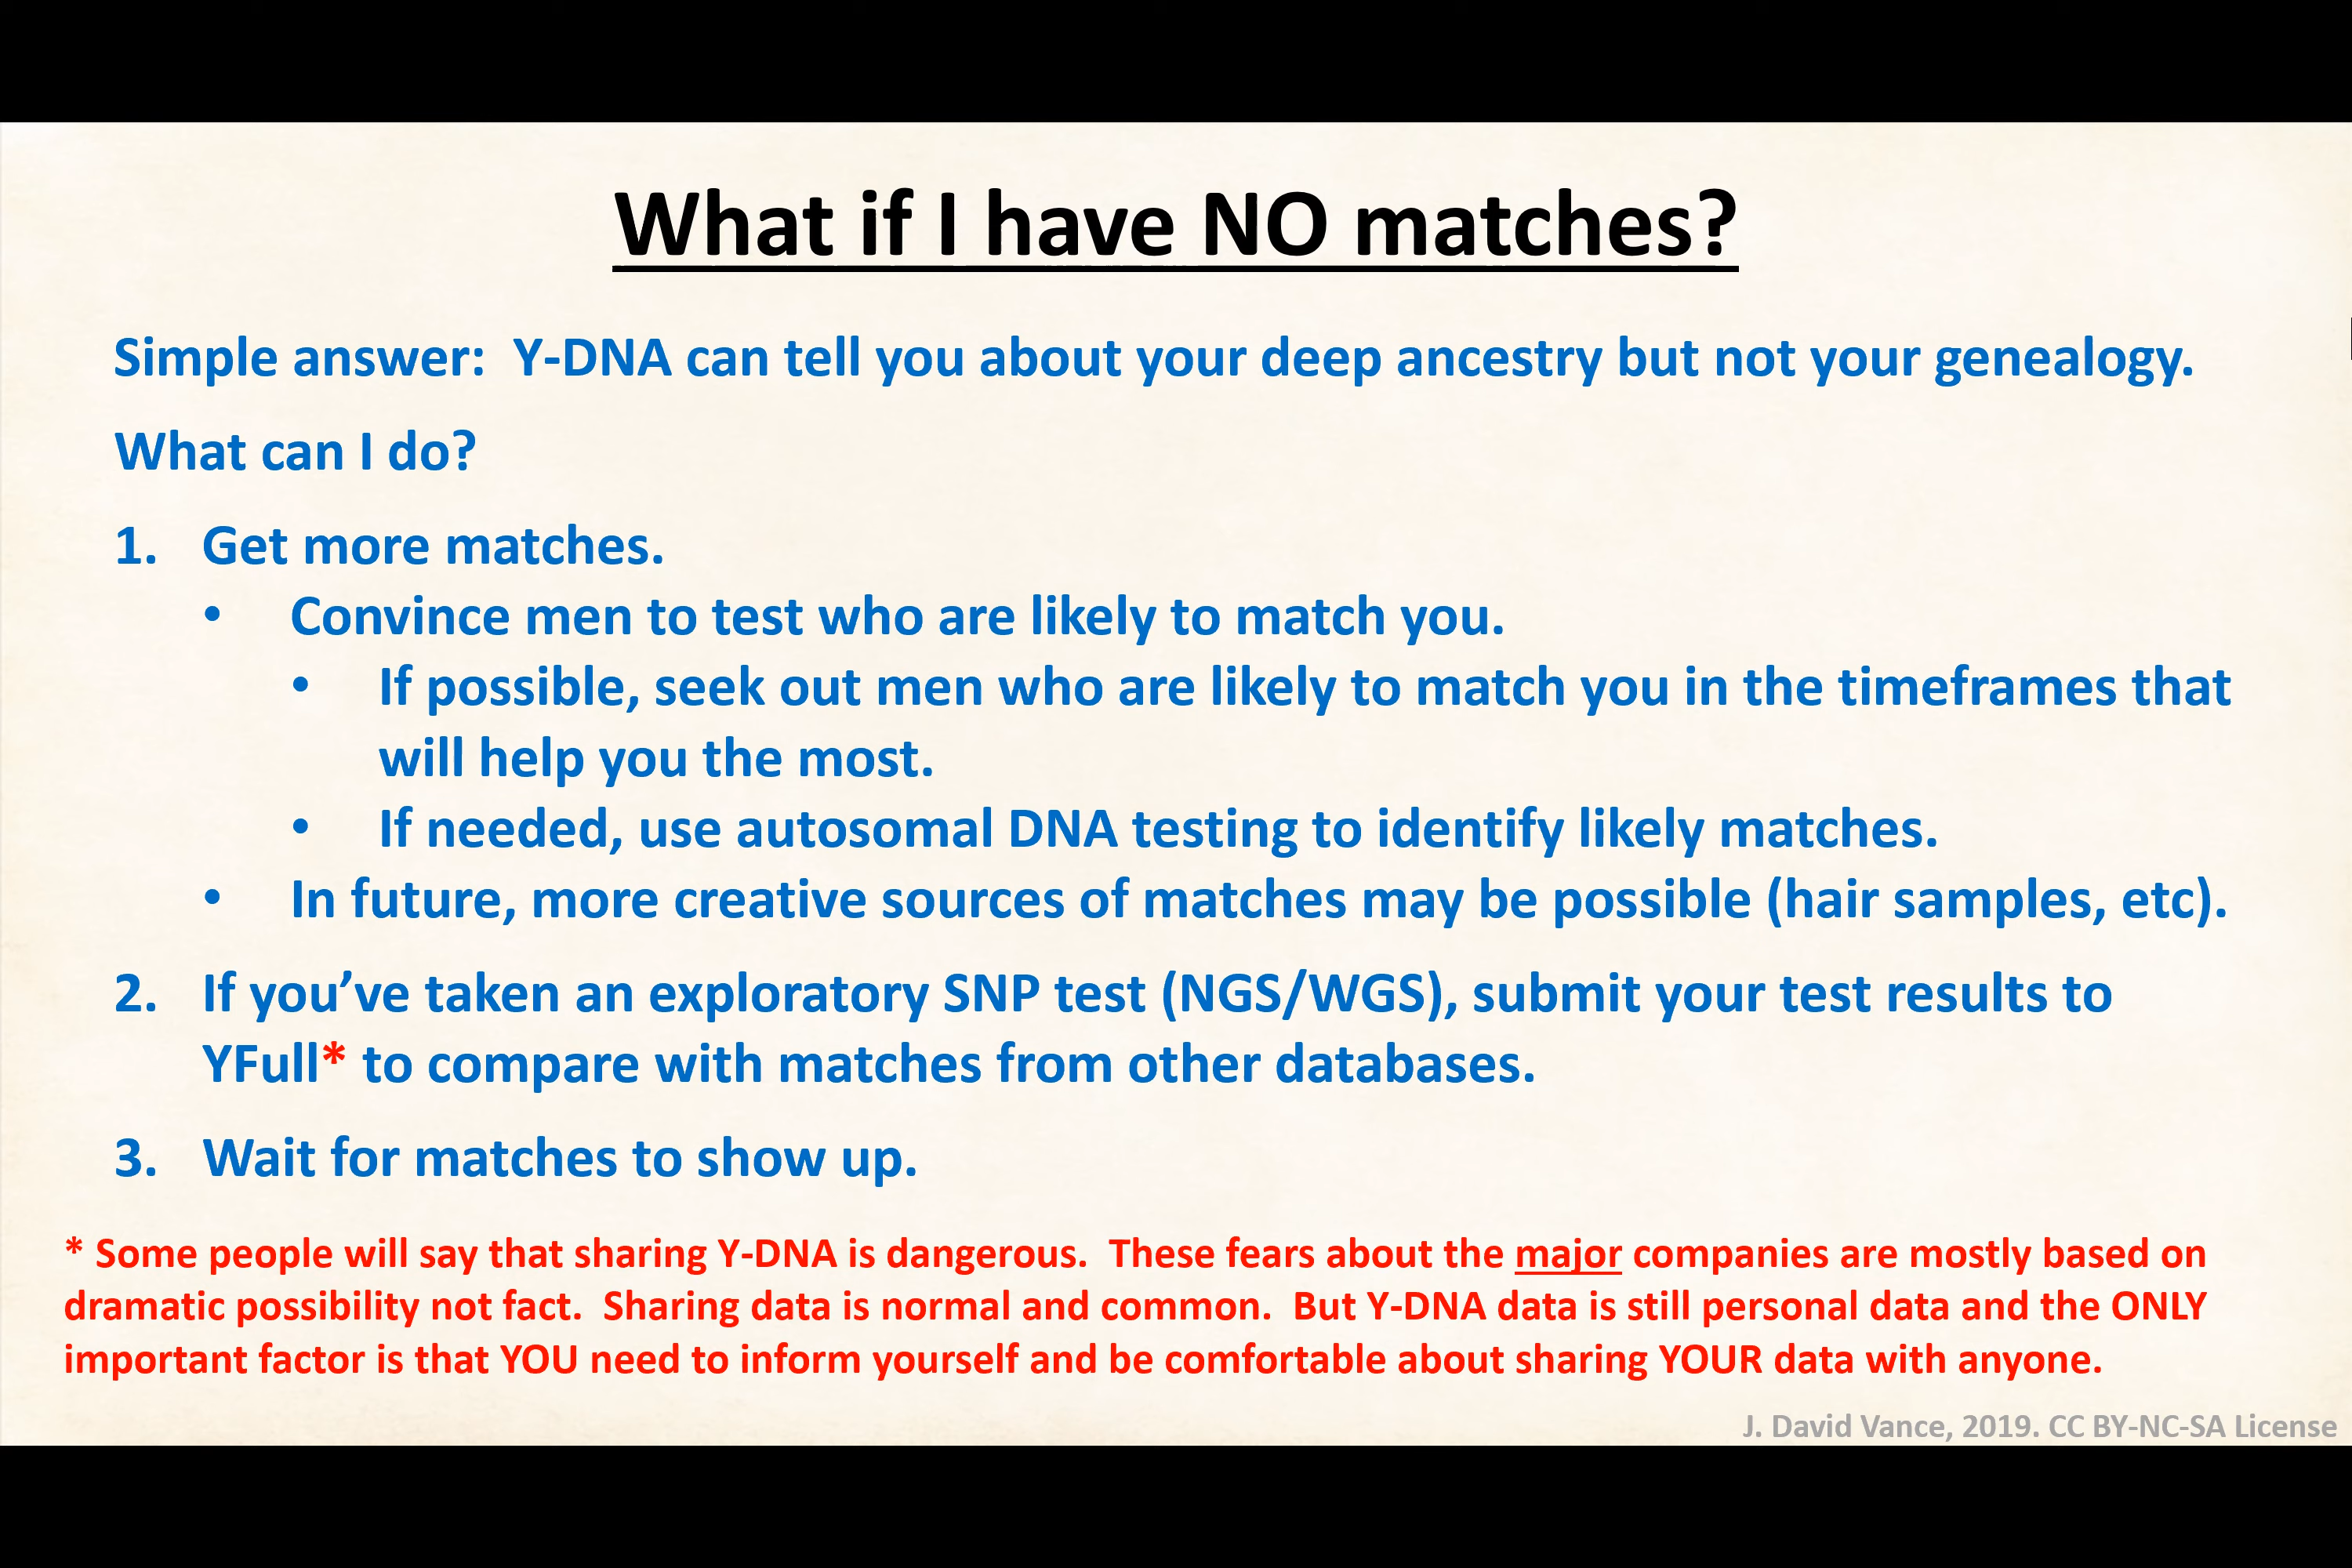 What if I have NO matches?
Simple answer:  Y-DNA can tell you about your deep ancestry but not your genealogy.
What can I do?
1. Get more matches.
• Convince men to test who are likely to match you.
• If possible, seek out men who are likely to match you in the timeframes that
will help you the most.
• If needed, use autosomal DNA testing to identify likely matches.
• In future, more creative sources of matches may be possible (hair samples, etc).
2. If you’ve taken an exploratory SNP test (NGS/WGS), submit your test results to
YFull* to compare with matches from other databases.
3. Wait for matches to show up.
* Some people will say that sharing Y-DNA is dangerous.  These fears about the major companies are mostly based on
dramatic possibility not fact.  Sharing data is normal and common.  But Y-DNA data is still personal data and the ONLY
important factor is that YOU need to inform yourself and be comfortable about sharing YOUR data with anyone.
J. David Vance, 2019. CC BY-NC-SA License